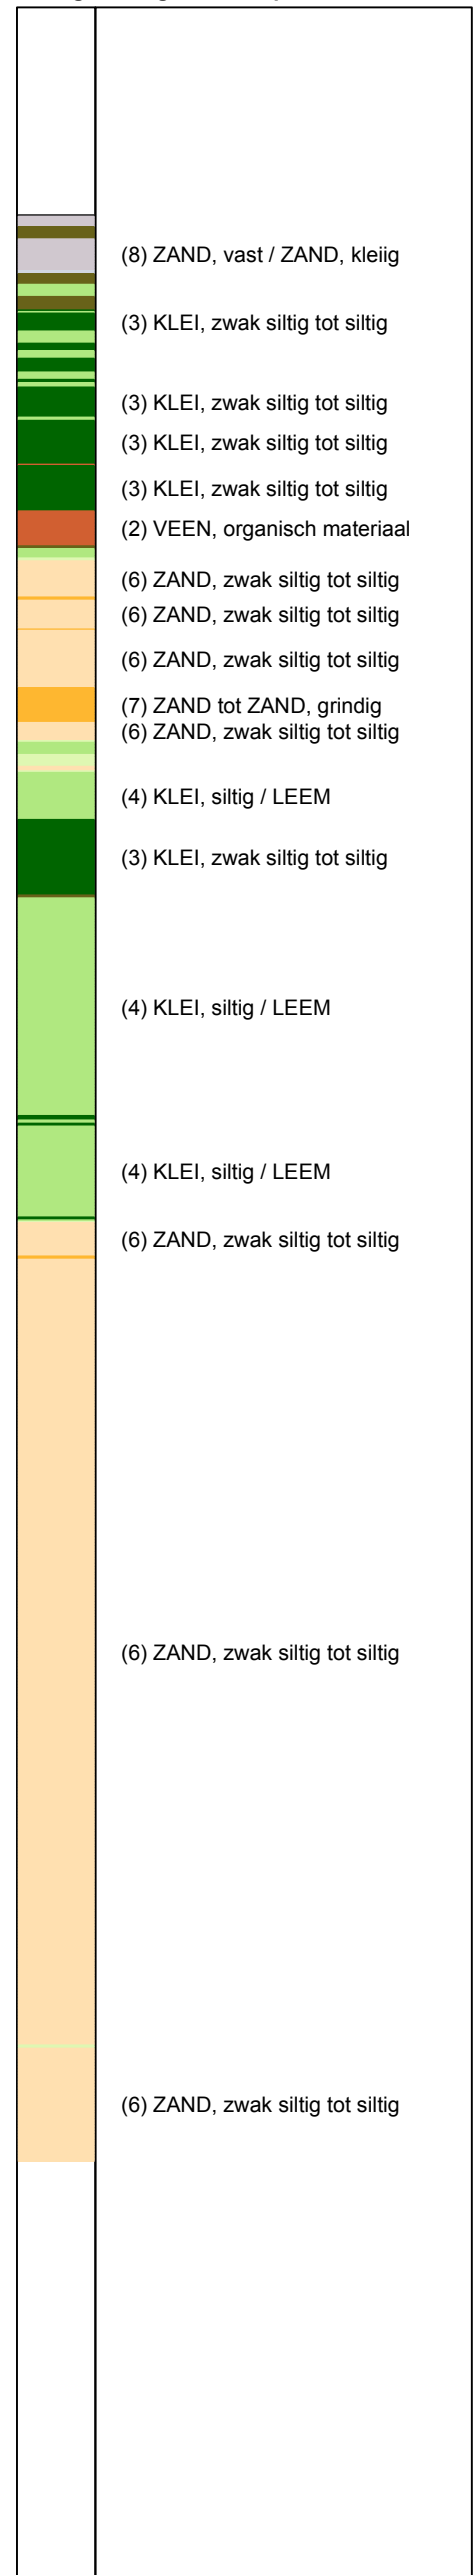 (8) ZAND, vast / ZAND, kleiig
(3) KLEI, zwak siltig tot siltig
(3) KLEI, zwak siltig tot siltig
(3) KLEI, zwak siltig tot siltig
(3) KLEI, zwak siltig tot siltig
(2) VEEN, organisch materiaal
(6) ZAND, zwak siltig tot siltig
(6) ZAND, zwak siltig tot siltig
(6) ZAND, zwak siltig tot siltig
(7) ZAND tot ZAND, grindig
(6) ZAND, zwak siltig tot siltig
(4) KLEI, siltig / LEEM
(3) KLEI, zwak siltig tot siltig
(4) KLEI, siltig / LEEM
(4) KLEI, siltig / LEEM
(6) ZAND, zwak siltig tot siltig
(6) ZAND, zwak siltig tot siltig
(6) ZAND, zwak siltig tot siltig